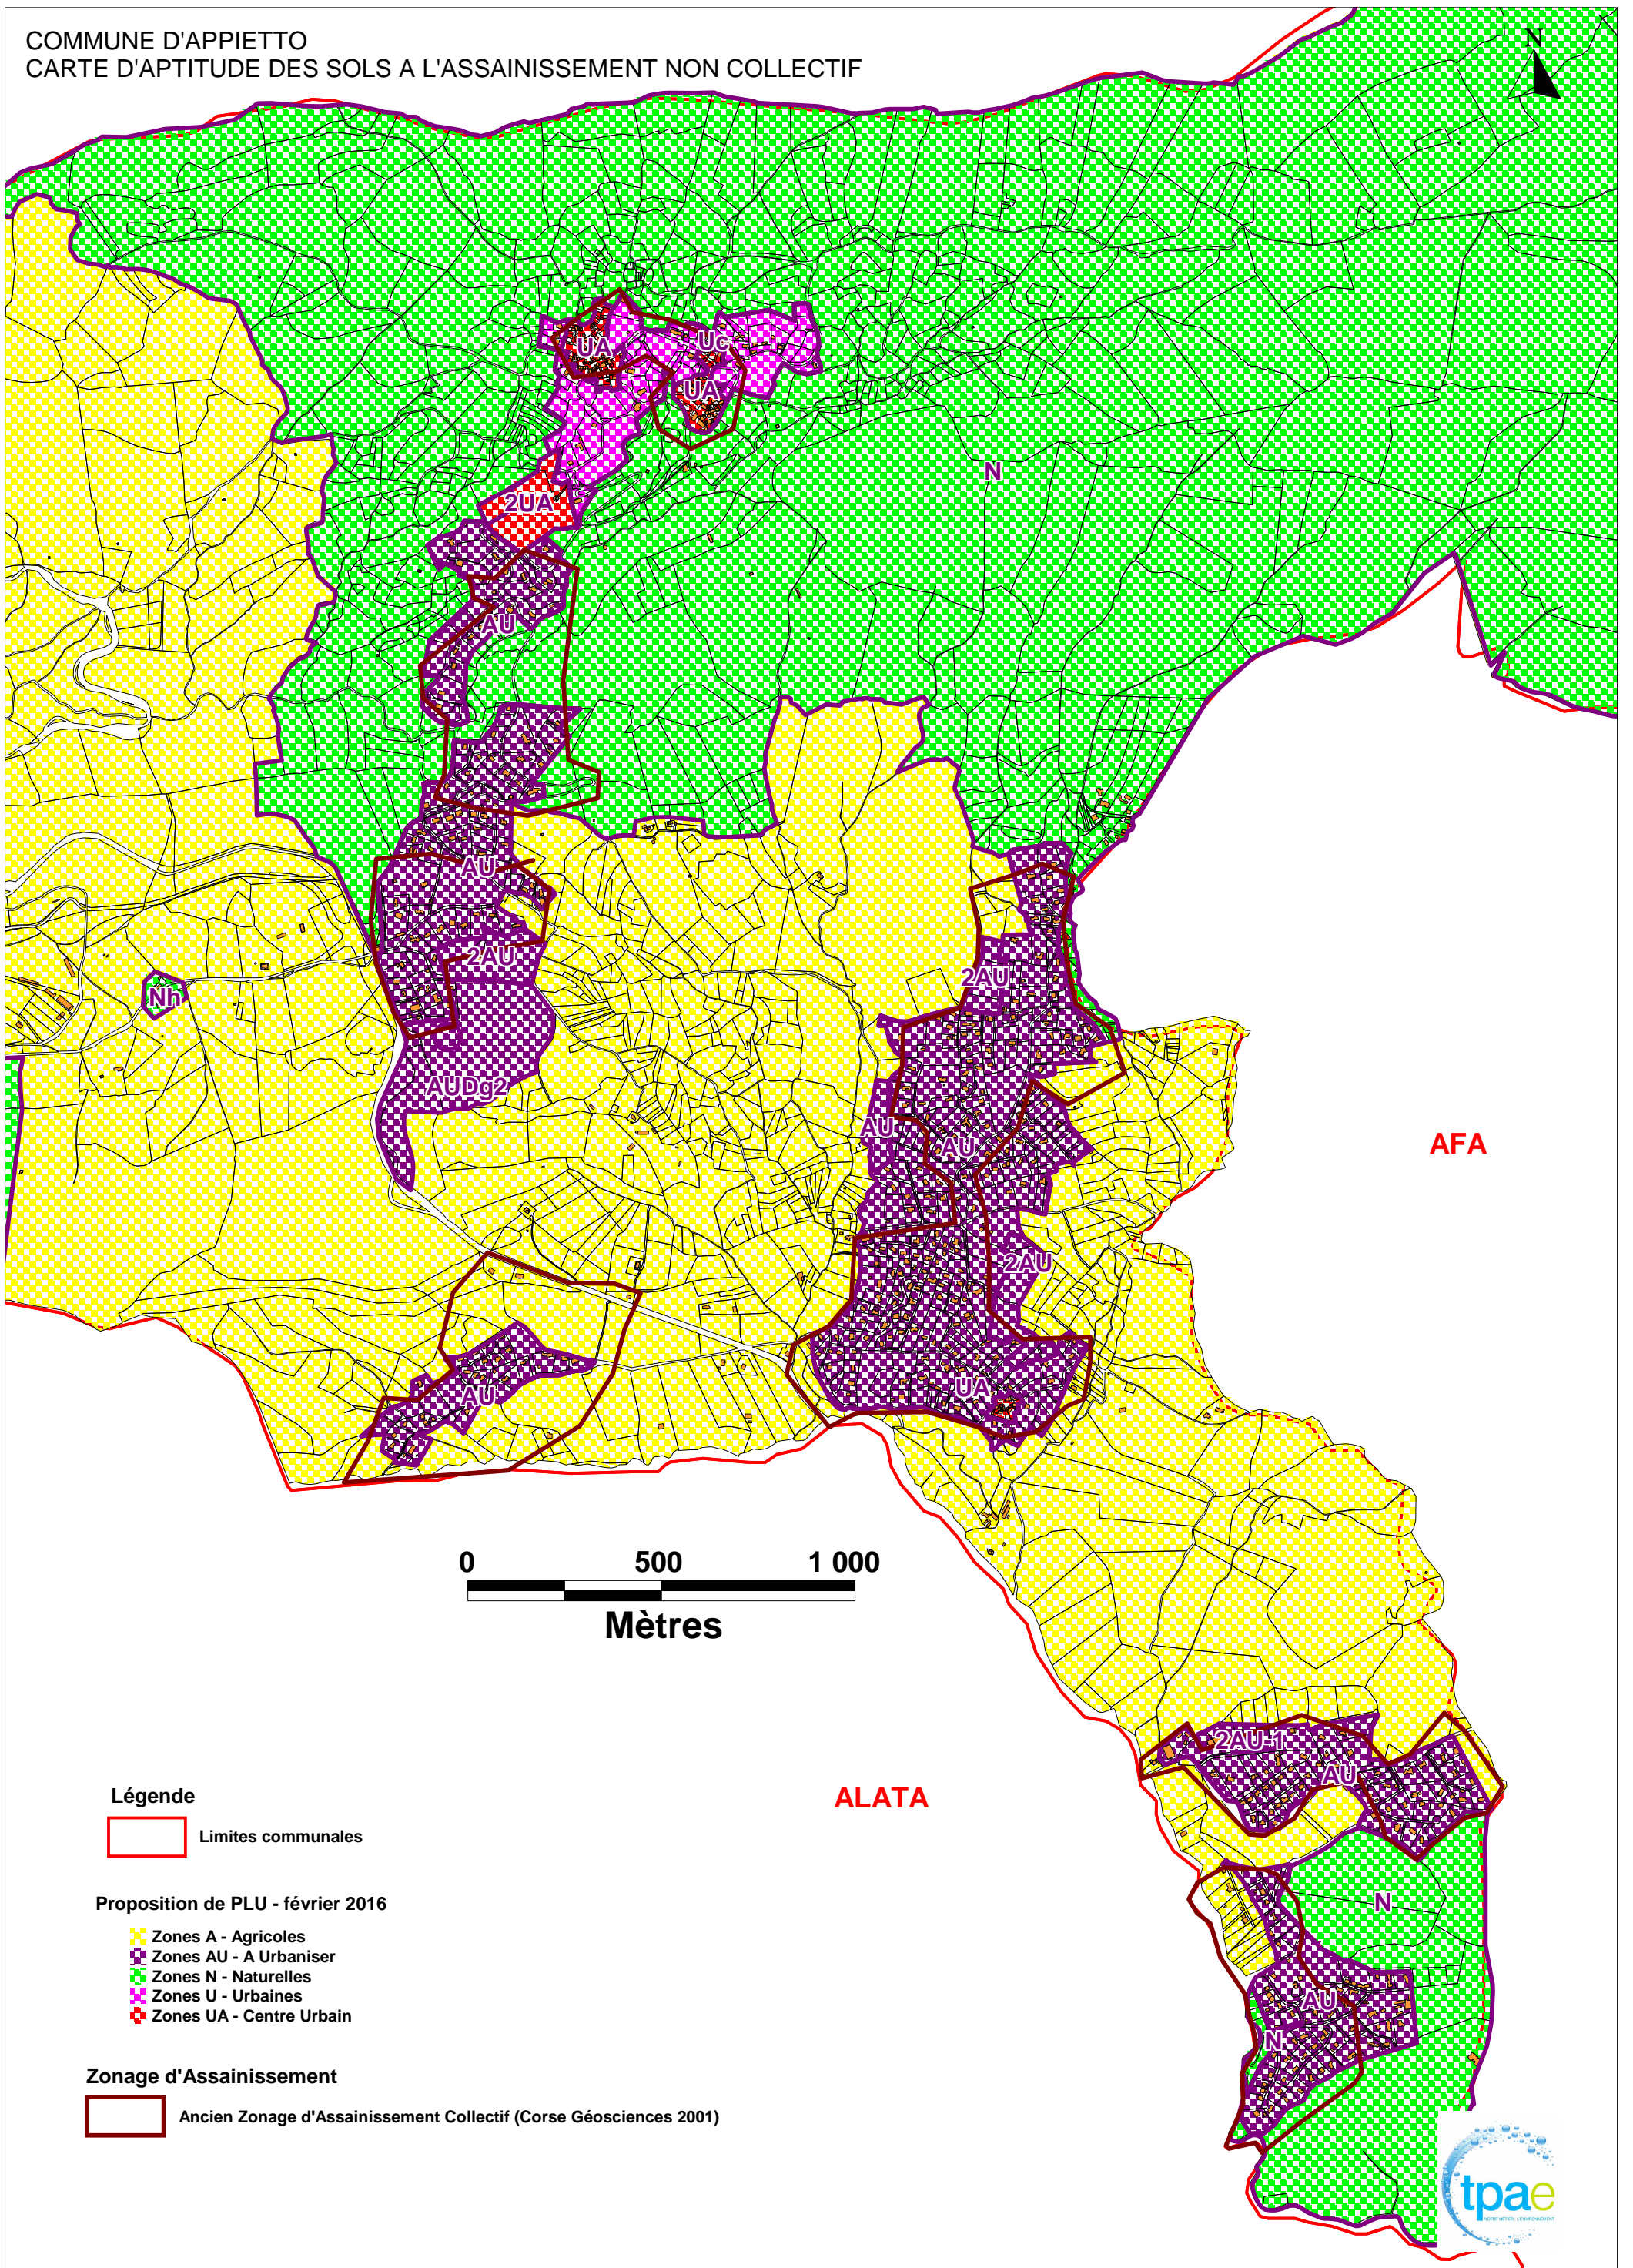 COMMUNE D'APPIETTO
CARTE D'APTITUDE DES SOLS A L'ASSAINISSEMENT NON COLLECTIF
N
UA
Uc
UA
N
2UA
AU
AU
2AU
2AU
Nh
AUDg2
AU
AU
AFA
2AU
AU
UA
0 500 1 000
Mètres
2AU-1
AU
ALATA
Légende
Limites communales
Proposition de PLU - février 2016
N
Zones A - Agricoles
Zones AU - A Urbaniser
Zones N - Naturelles
Zones U - Urbaines
Zones UA - Centre Urbain
AU
N
Zonage d'Assainissement
Ancien Zonage d'Assainissement Collectif (Corse Géosciences 2001)
tpae
NOTRE MÉTIER : L'ENVIRONNEMENT